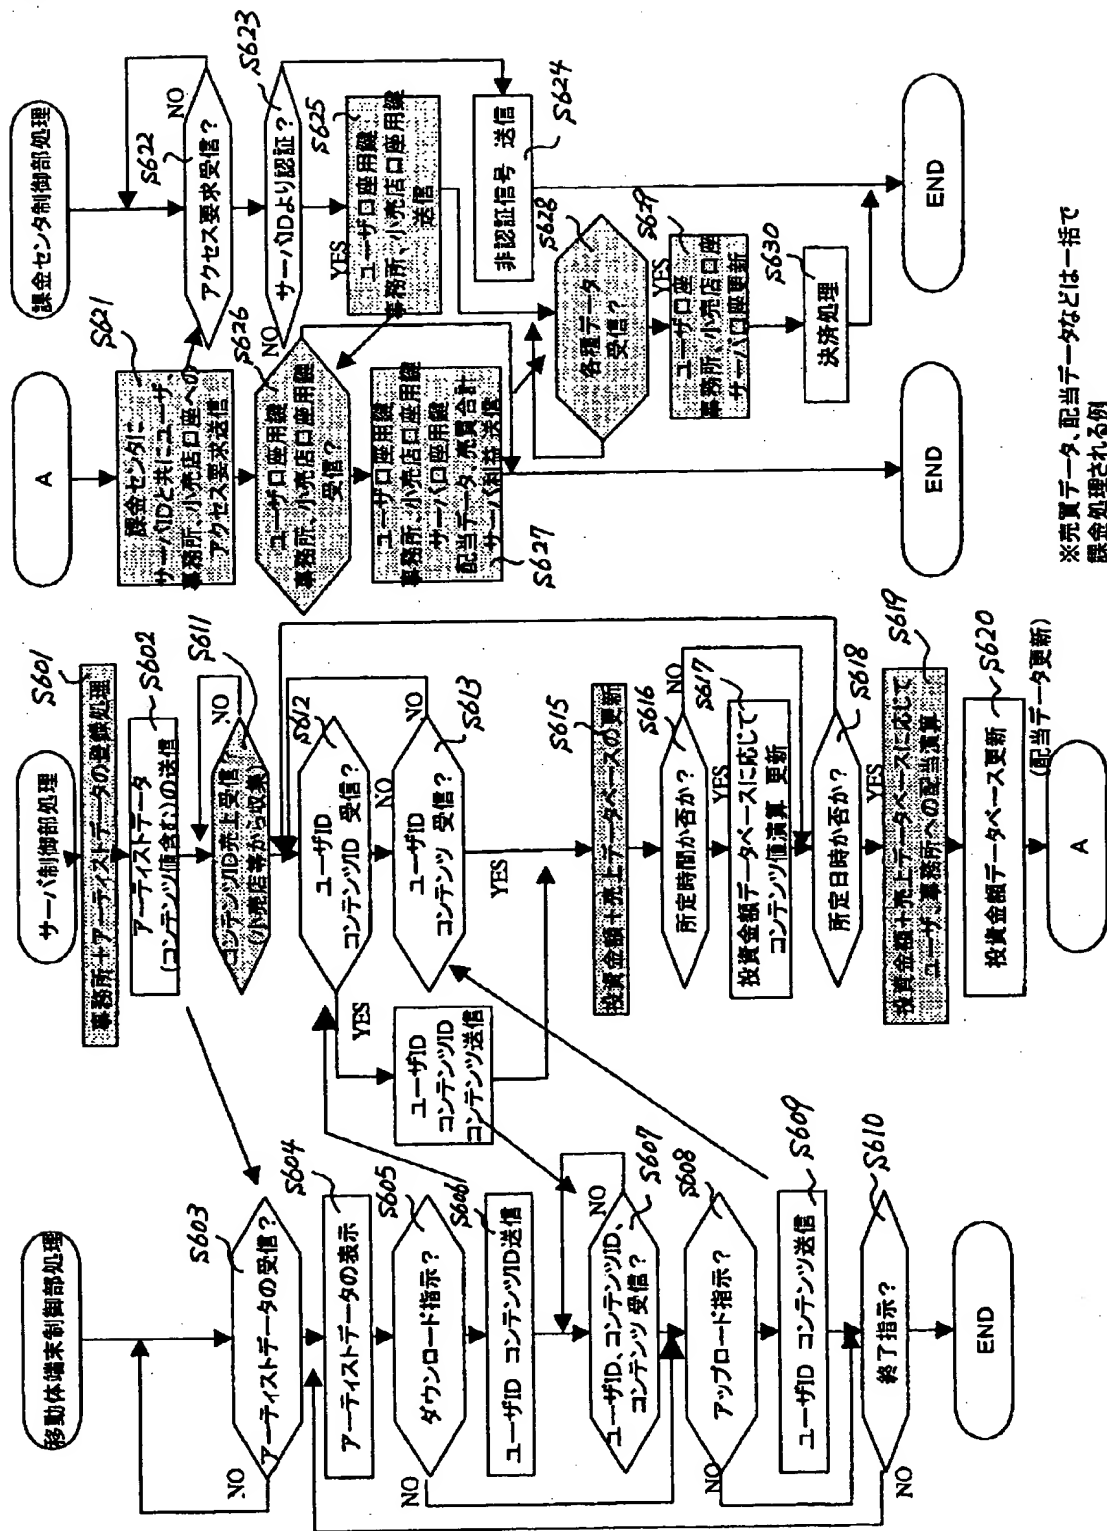 移動体端末制御部処理
アーティストデータの受信?
NO
S603
アーティストデータの表示
S604
ダウンロード指示?
S605
NO
ユーザID コンテンツID送信
S6061
ユーザID、コンテンツID、
コンテンツ 受信?
NO
S607
アップロード指示?
S608
NO
ユーザID コンテンツ送信
S609
終了指示?
S610
NO
END
サーバ制御部処理
S601
事務所+アーティストデータの登録処理
S602
アーティストデータ
(コンテンツ値含む)の送信
S611
コンテンツID売上受信?
(小売店等から収集)
NO
S612
ユーザID
コンテンツID 受信?
YES
NO
ユーザID
コンテンツID
コンテンツ送信
S613
ユーザID
コンテンツ 受信?
NO
YES
S615
投資金額+売上データベースの更新
S616
所定時間か否か?
NO
YES
S617
投資金額データベースに応じて
コンテンツ値演算 更新
S618
所定日時か否か?
YES
S619
投資金額+売上データベースに応じて
ユーザ、事務所への配当演算
S620
投資金額データベース更新
(配当データ更新)
A
A
S621
課金センタに
サーバIDと共にユーザ、
事務所、小売店口座への
アクセス要求送信
S626
ユーザ口座用鍵
事務所、小売店口座用鍵
受信?
ユーザ口座用鍵
事務所、小売店口座用鍵
サーバ口座用鍵
配当データ、売買合計
サーバ利益 送信
S627
END
課金センタ制御部処理
S622
アクセス要求受信?
NO
S623
サーバIDより認証?
NO
YES
S625
ユーザ口座用鍵
事務所、小売店口座用鍵
送信
S624
非認証信号 送信
S628
各種データ
受信?
YES
S629
ユーザ口座
事務所、小売店口座
サーバ口座更新
S630
決済処理
END
※売買データ、配当データなどは一括で
課金処理される例